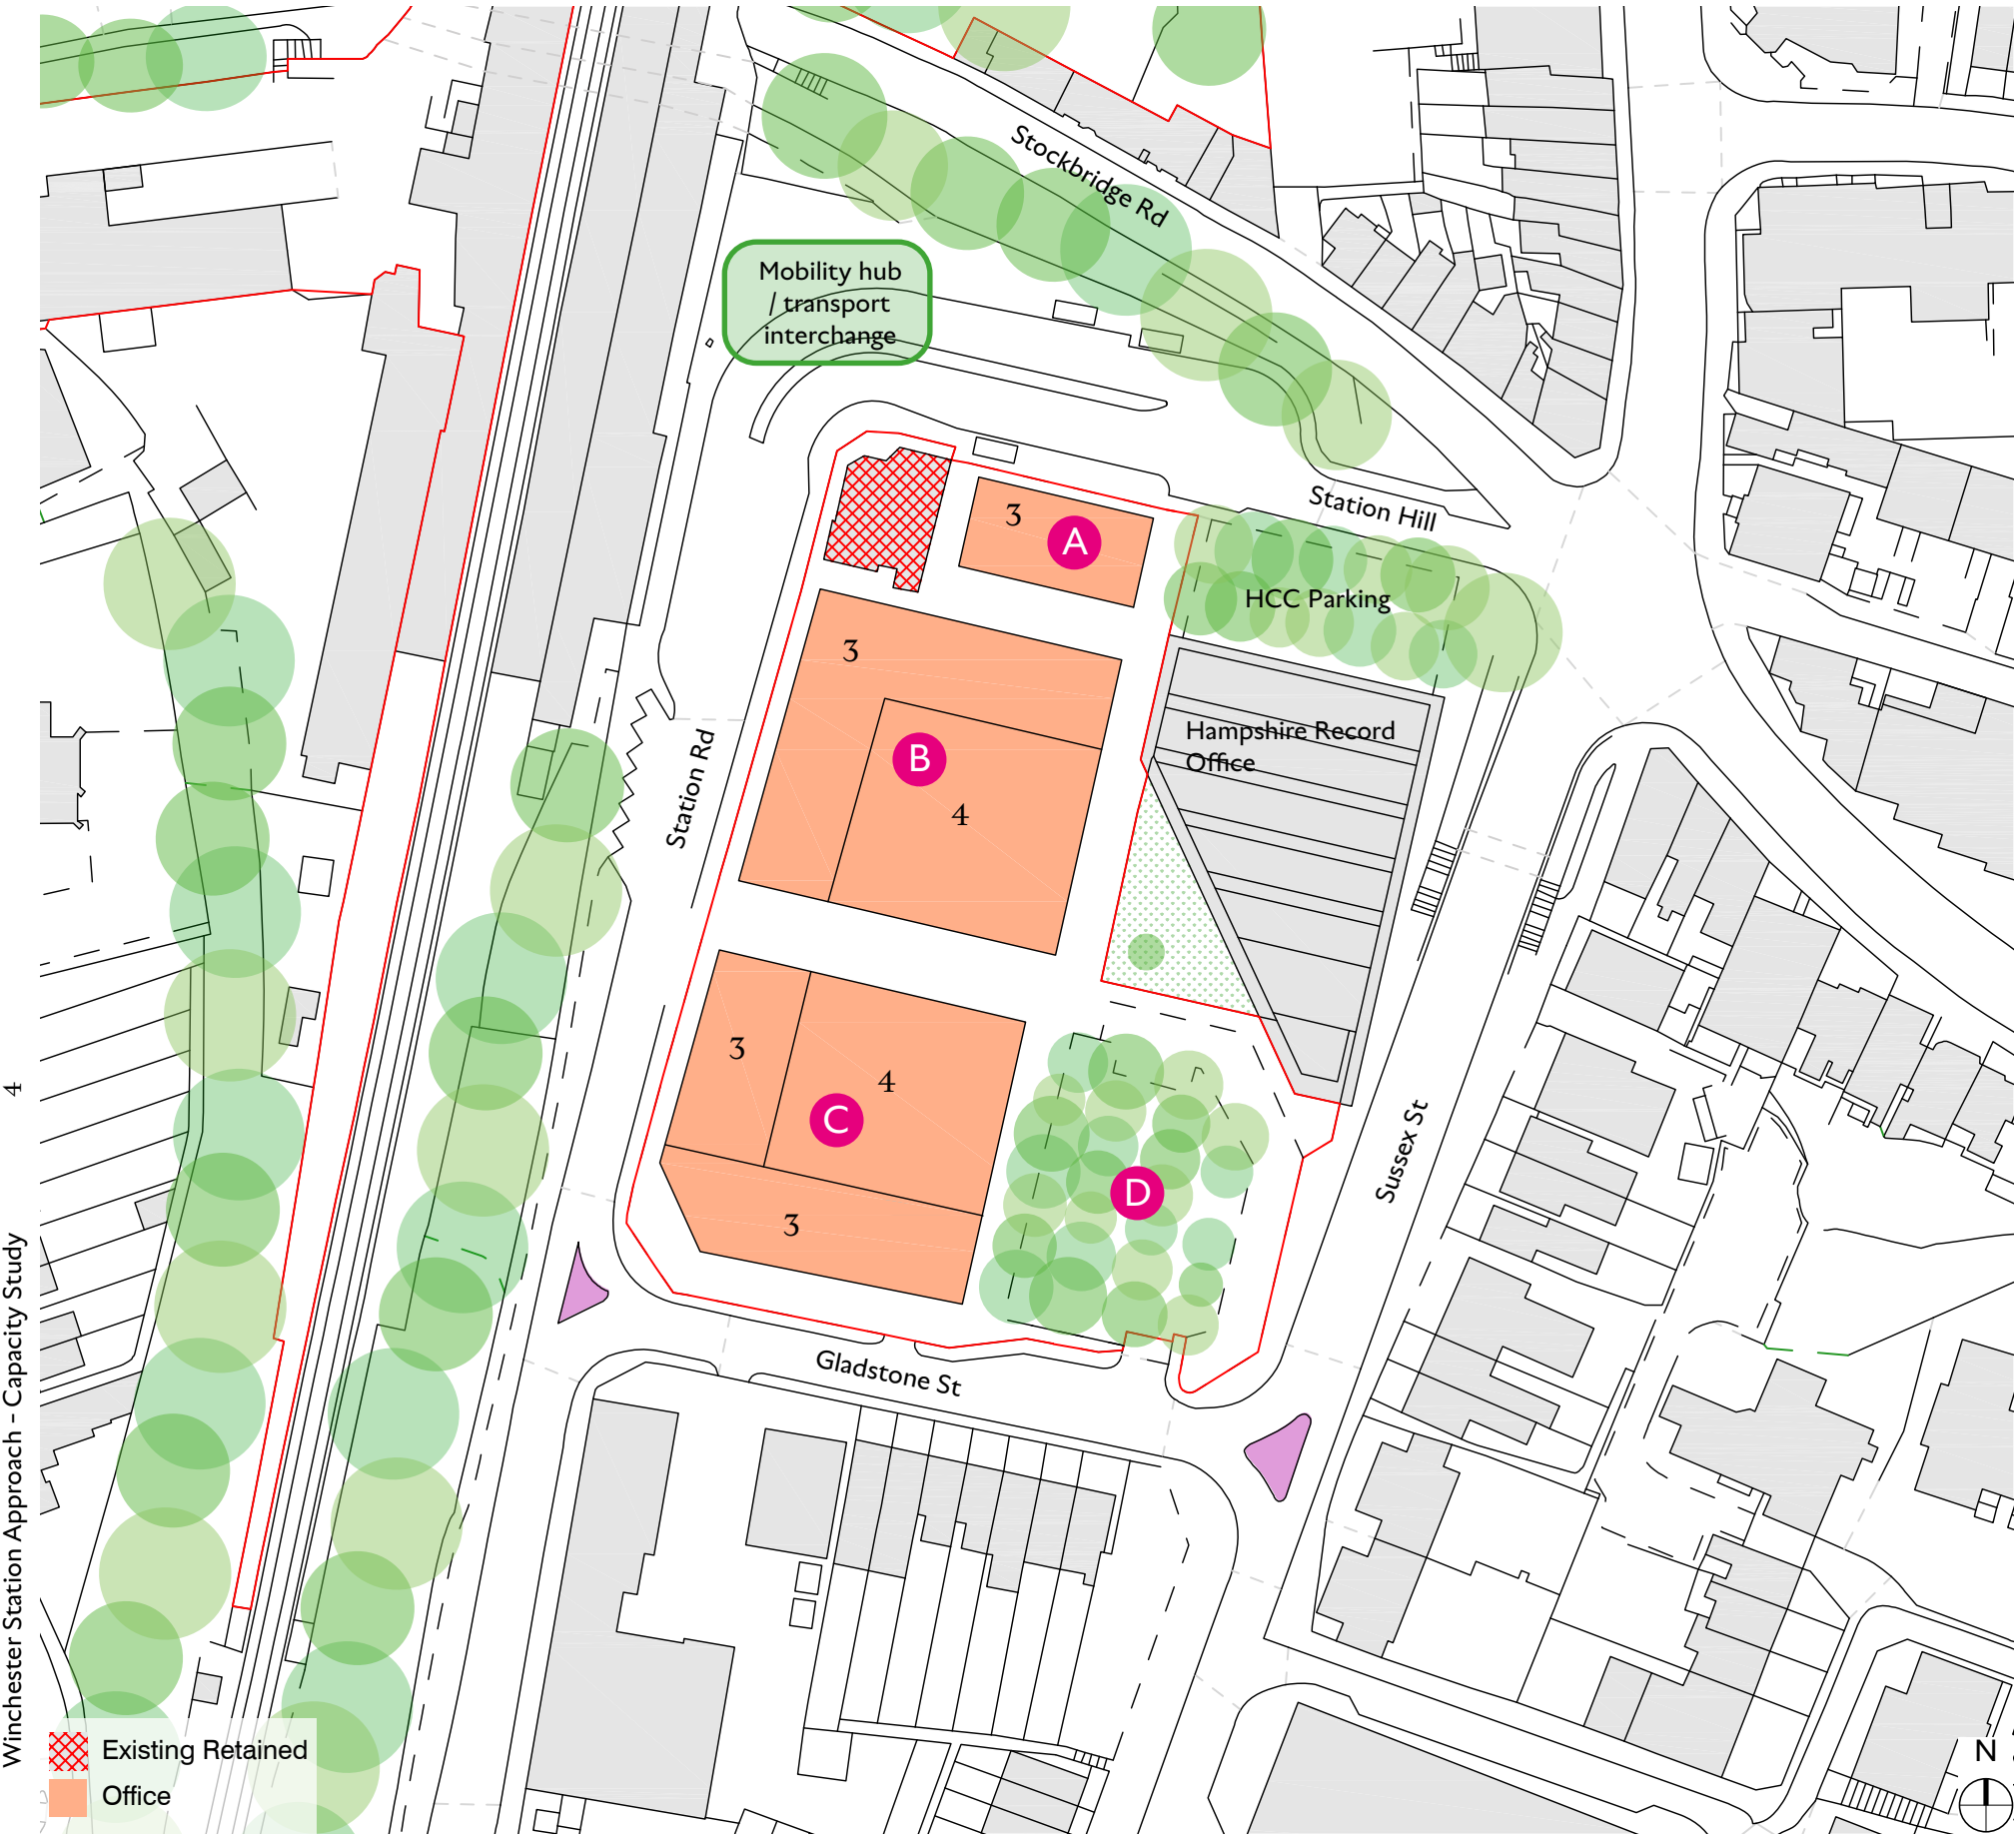 Stockbridge Rd
Mobility hub
/ transport
interchange
Station Hill
3
A
HCC Parking
3
Hampshire Record
Office
B
Station Rd
4
3
4
C
D
Sussex St
3
Gladstone St
Winchester Station Approach - Capacity Study
4
Existing Retained
Office
N